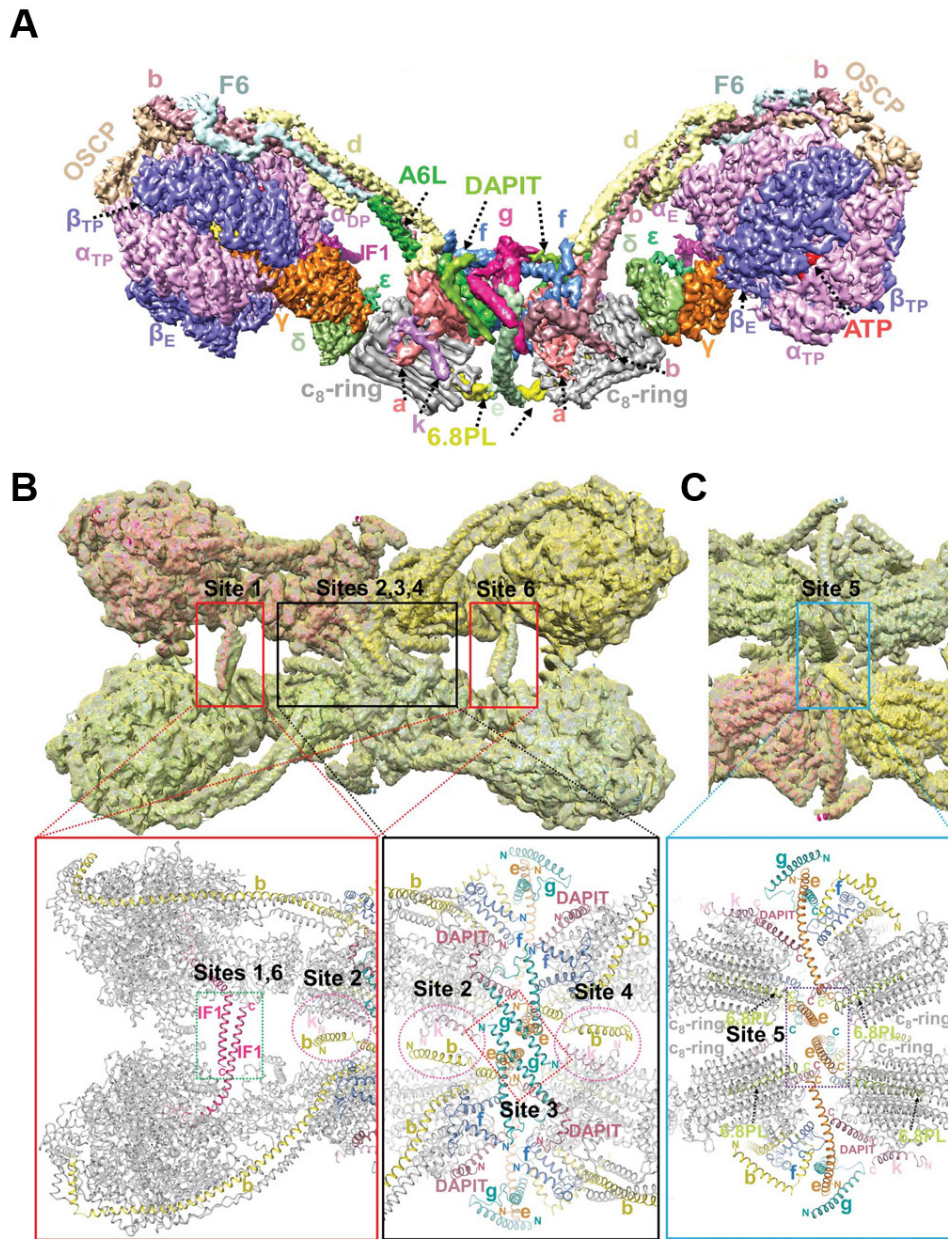 A
b
F6
OSCP
d
A6L
DAPIT
g
f
f
βTP
αDP
IF1
αTP
βE
γ
ε
δ
c8-ring
a
k
e
6.8PL
F6
b
OSCP
d
b
αE
δ
ε
βE
γ
βTP
ATP
αTP
b
c8-ring
a
B
Site 1
Sites 2,3,4
Site 6
C
Site 5
b
Sites 1,6
Site 2
IF1
C
IF1
k
b
N
b
N
g
e
N
N
g
DAPIT
b
N
f
N
DAPIT
DAPIT
N
f
Site 2
Site 4
k
N
g
e
b
N
b
N
e
k
g
N
Site 3
f
DAPIT
N
f
DAPIT
N
N
g
e
N
b
g
N
e
N
f
b
N
N
k
C
DAPIT
C
6.8PL
c8-ring
C
e
C
C
6.8PL
c8-ring
Site 5
c8-ring
c8-ring
6.8PL
6.8PL
DAPIT
C
k
N
b
N
f
e
N
g
N